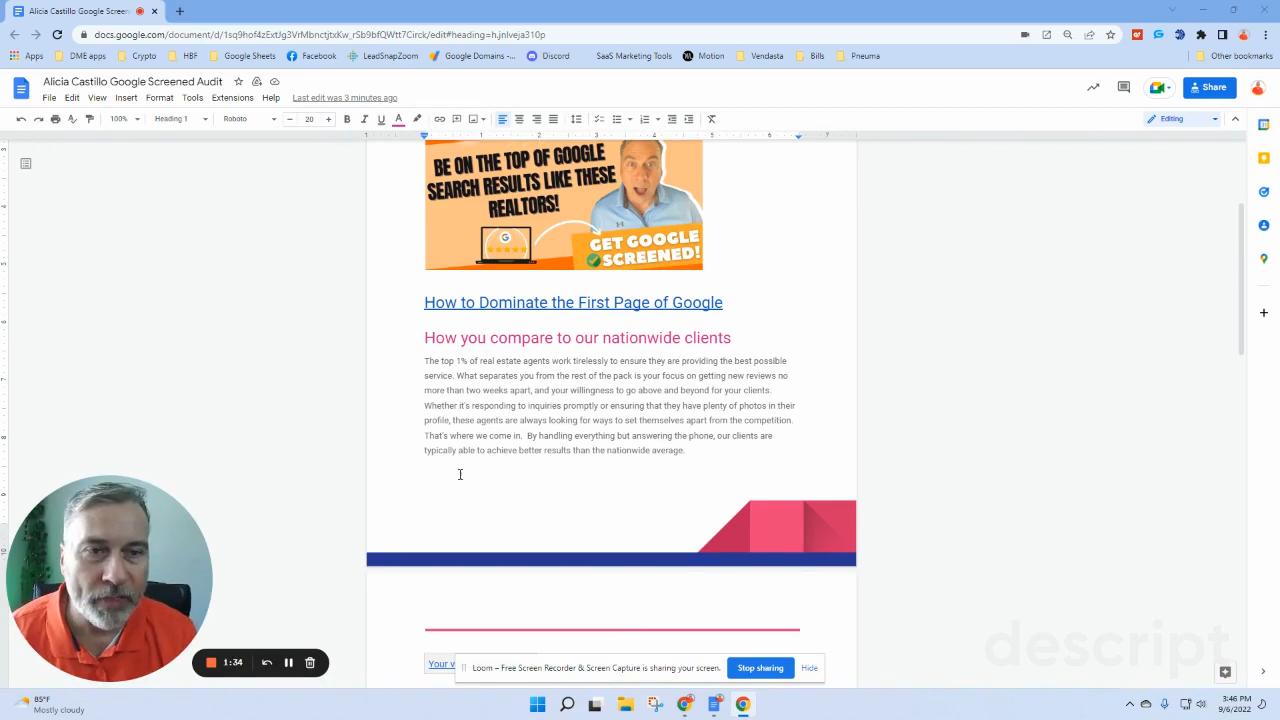 Alicia Castillo Google Screen
docs.google.com/document/d/1sq9hof4zExtJg3VrMbnctjtxKw_rSb9bfQWtt7Circk/edit#heading=h.jnlveja310p
Apps DME apps Crypto HBF Google Sheets Facebook LeadSnapZoom Google Domains -... Discord SaaS Marketing Tools Motion Vendasta Bills Pneuma Other bookmarks
Alicia Castillo Google Screened Audit
File Edit View Insert Format Tools Extensions Help Last edit was 3 minutes ago
Share
100% Heading 1 Roboto 20 Editing
BE ON THE TOP OF GOOGLE
SEARCH RESULTS LIKE THESE
REALTORS!
GET GOOGLE
SCREENED!
How to Dominate the First Page of Google
How you compare to our nationwide clients
The top 1% of real estate agents work tirelessly to ensure they are providing the best possible
service. What separates you from the rest of the pack is your focus on getting new reviews no
more than two weeks apart, and your willingness to go above and beyond for your clients.
Whether it's responding to inquiries promptly or ensuring that they have plenty of photos in their
profile, these agents are always looking for ways to set themselves apart from the competition.
That's where we come in. By handling everything but answering the phone, our clients are
typically able to achieve better results than the nationwide average.
descript
1:34
Your v
Loom – Free Screen Recorder & Screen Capture is sharing your screen. Stop sharing Hide
85°F
Mostly cloudy
3:46 PM
9/6/2022